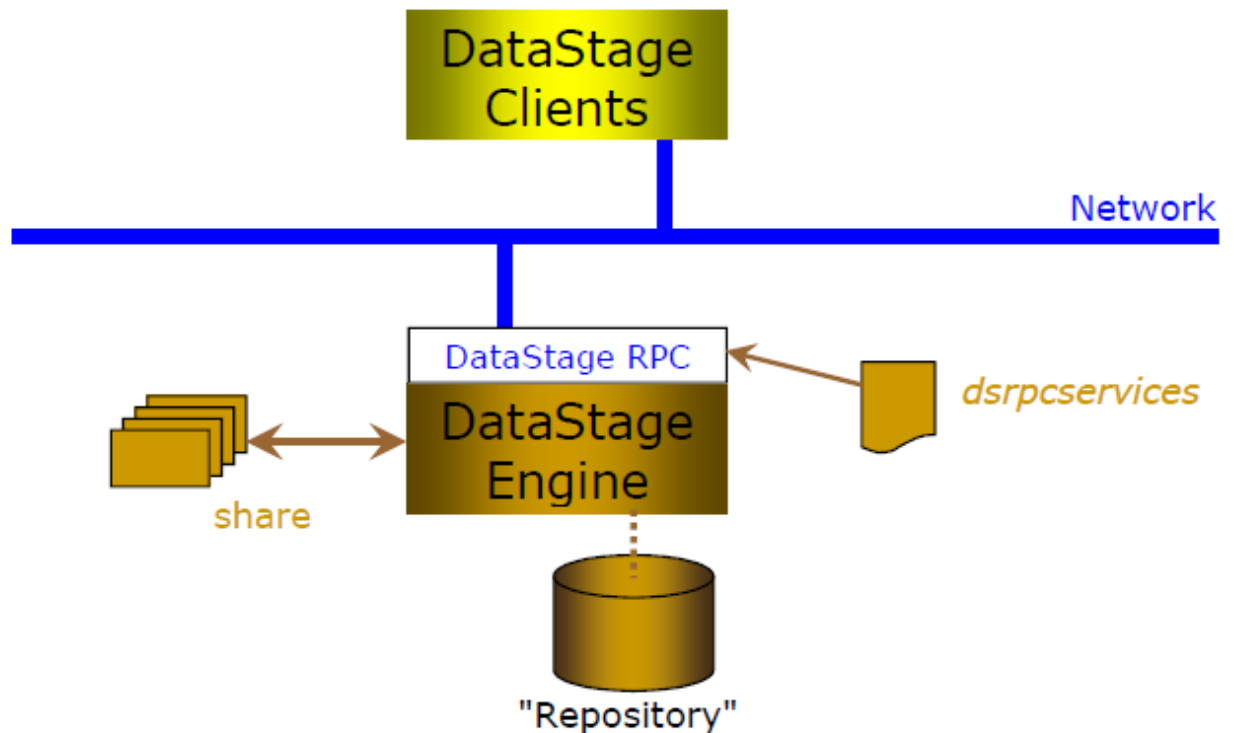 DataStage
Clients
Network
DataStage RPC
dsrpcservices
DataStage
Engine
share
"Repository"